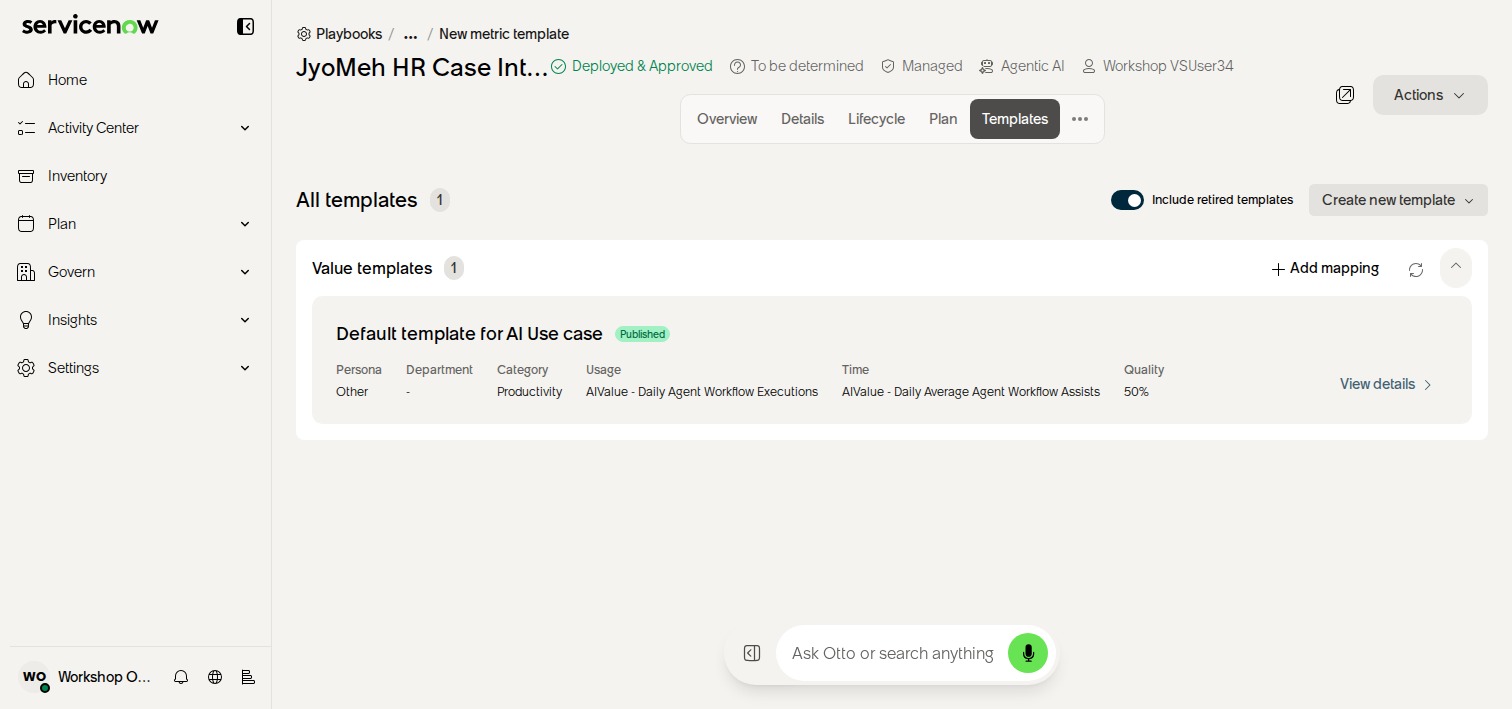 servicenow
Home
Activity Center
Inventory
Plan
Govern
Insights
Settings
WO Workshop O...
Playbooks / ... / New metric template
JyoMeh HR Case Int... Deployed & Approved To be determined Managed Agentic AI Workshop VSUser34
Actions
Overview Details Lifecycle Plan Templates •••
All templates 1
Include retired templates Create new template
Value templates 1
+ Add mapping
Default template for AI Use case Published
Persona Department Category Usage Time Quality
Other - Productivity AIValue - Daily Agent Workflow Executions AIValue - Daily Average Agent Workflow Assists 50%
View details
Ask Otto or search anything